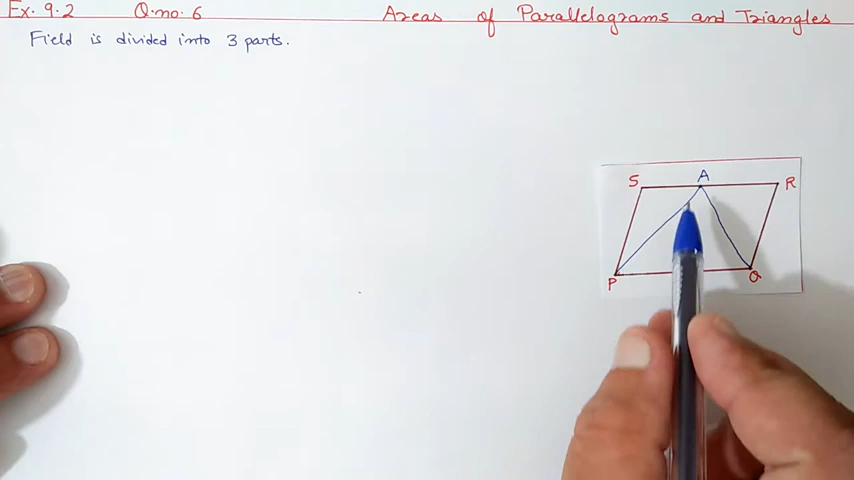 Ex. 9.2 Q.no. 6 Areas of Parallelograms and Triangles
Field is divided into 3 parts.
S A R
P Q